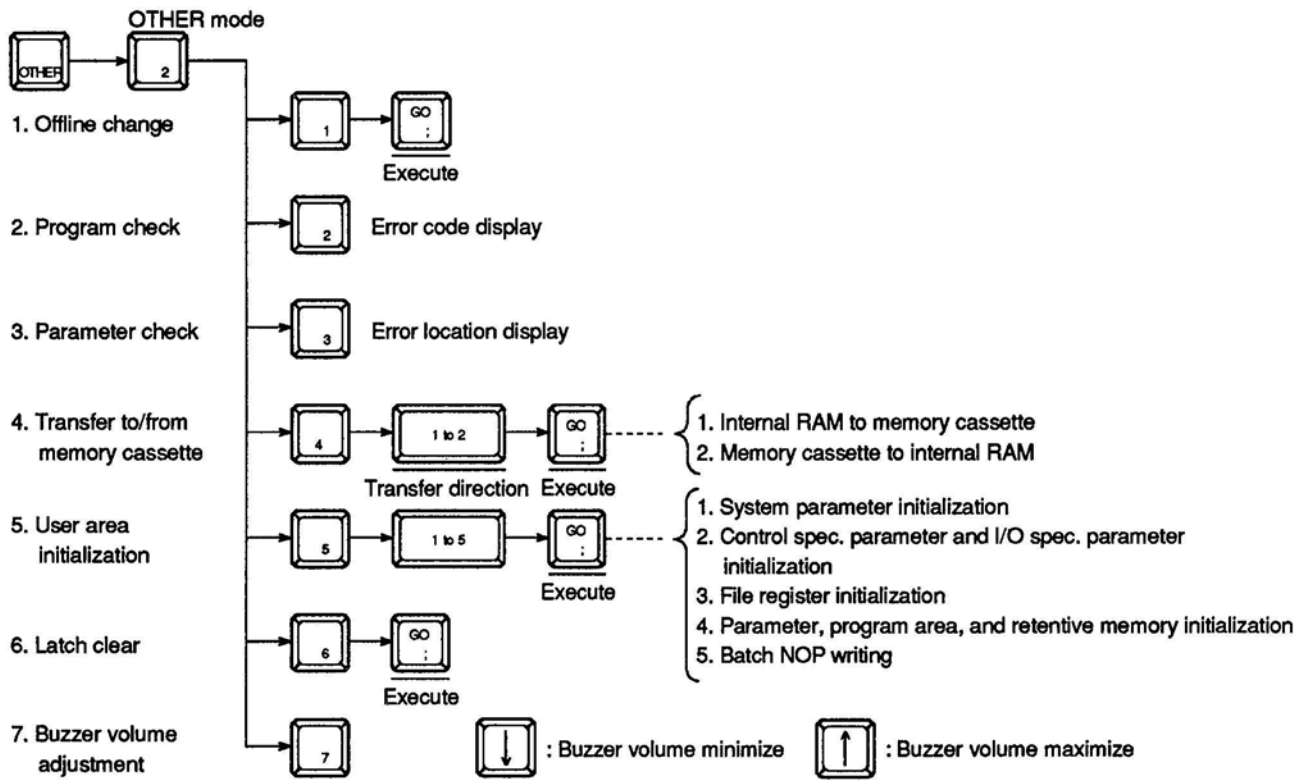 OTHER mode
OTHER
2
1. Offline change
1
GO
;
Execute
2. Program check
2
Error code display
3. Parameter check
3
Error location display
4. Transfer to/from
memory cassette
4
1 to 2
GO
;
Transfer direction
Execute
1. Internal RAM to memory cassette
2. Memory cassette to internal RAM
5. User area
initialization
5
1 to 5
GO
;
Execute
1. System parameter initialization
2. Control spec. parameter and I/O spec. parameter
initialization
3. File register initialization
4. Parameter, program area, and retentive memory initialization
5. Batch NOP writing
6. Latch clear
6
GO
;
Execute
7. Buzzer volume
adjustment
7
↓
: Buzzer volume minimize
↑
: Buzzer volume maximize